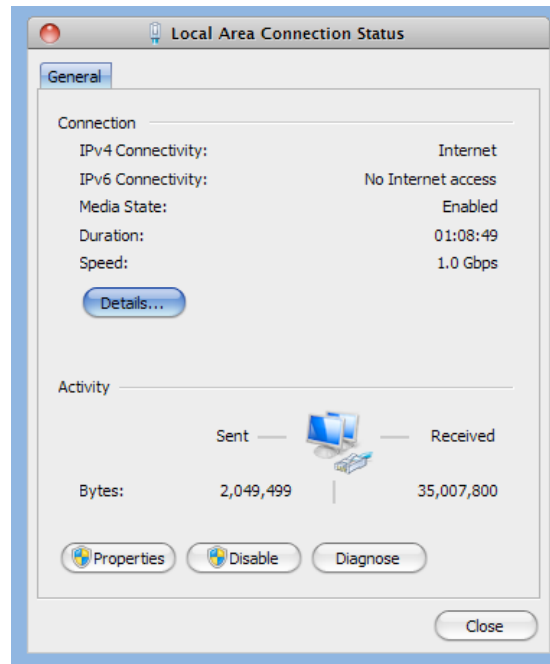 Local Area Connection Status
General
Connection
IPv4 Connectivity: Internet
IPv6 Connectivity: No Internet access
Media State: Enabled
Duration: 01:08:49
Speed: 1.0 Gbps
Details...
Activity
Sent Received
Bytes: 2,049,499 35,007,800
Properties Disable Diagnose
Close